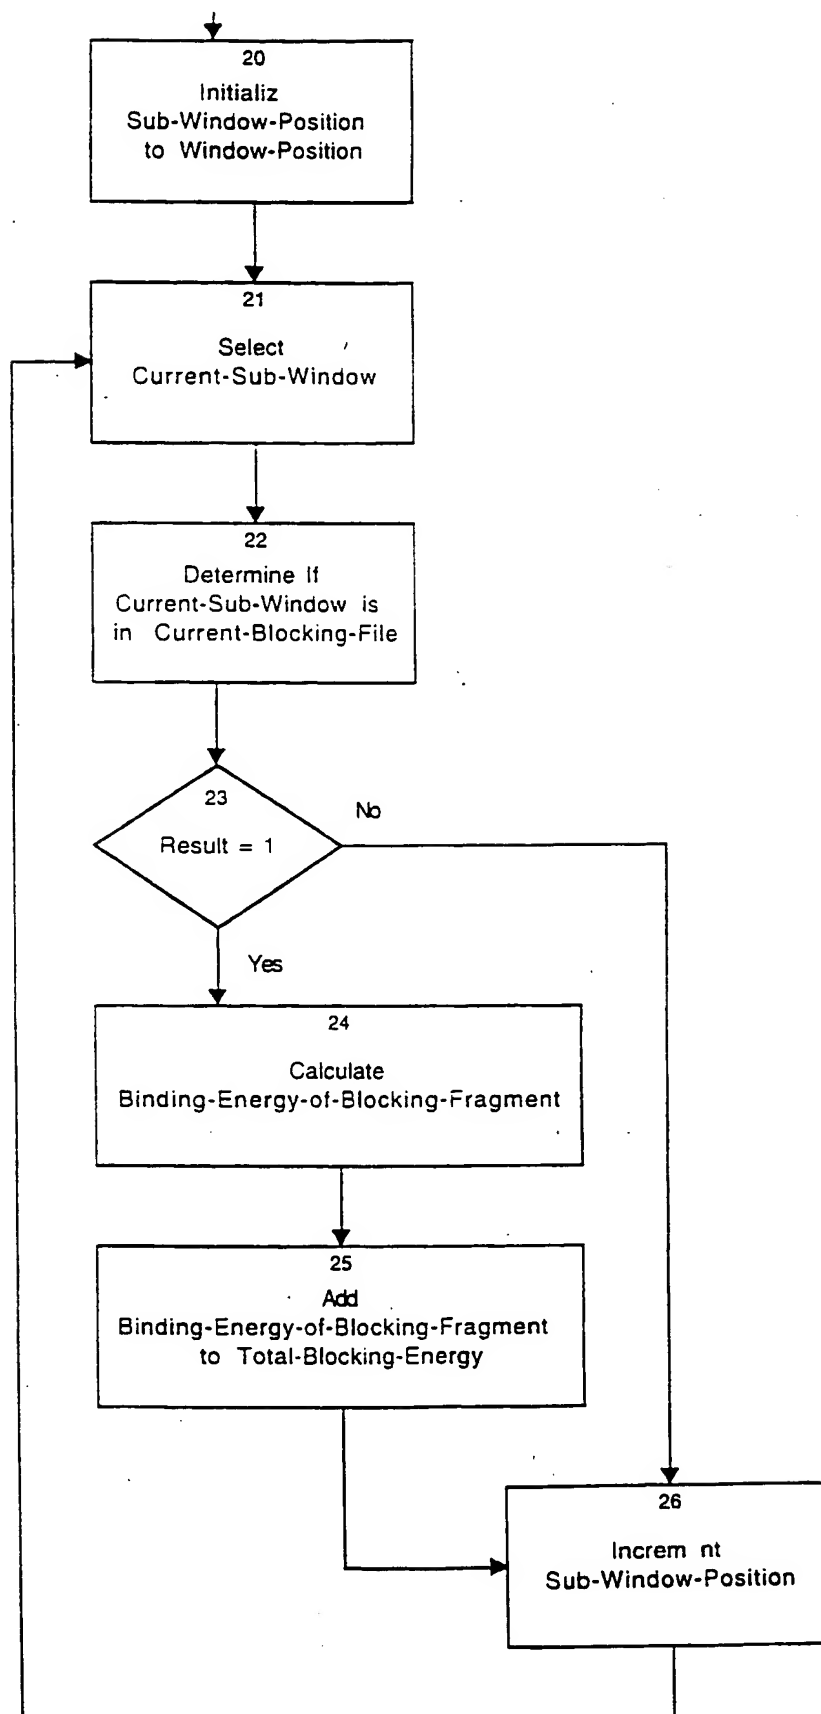 20
Initializ
Sub-Window-Position
to Window-Position
21
Select
Current-Sub-Window
22
Determine If
Current-Sub-Window is
in Current-Blocking-File
23
No
Result = 1
Yes
24
Calculate
Binding-Energy-of-Blocking-Fragment
25
Add
Binding-Energy-of-Blocking-Fragment
to Total-Blocking-Energy
26
Increm nt
Sub-Window-Position